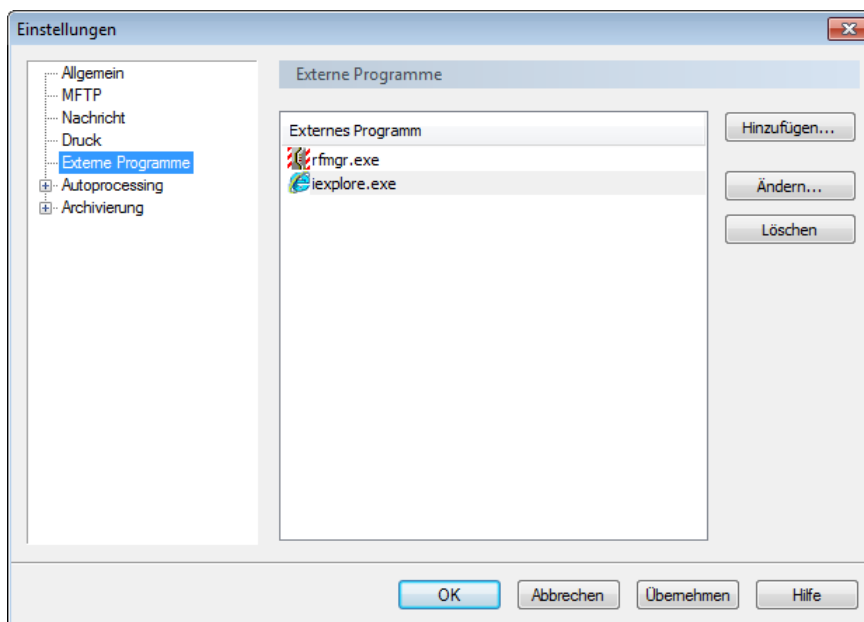 Einstellungen
Allgemein
MFTP
Nachricht
Druck
Externe Programme
Autoprocessing
Archivierung
Externe Programme
Externes Programm
rfmgr.exe
iexplore.exe
Hinzufügen...
Ändern...
Löschen
OK
Abbrechen
Übernehmen
Hilfe